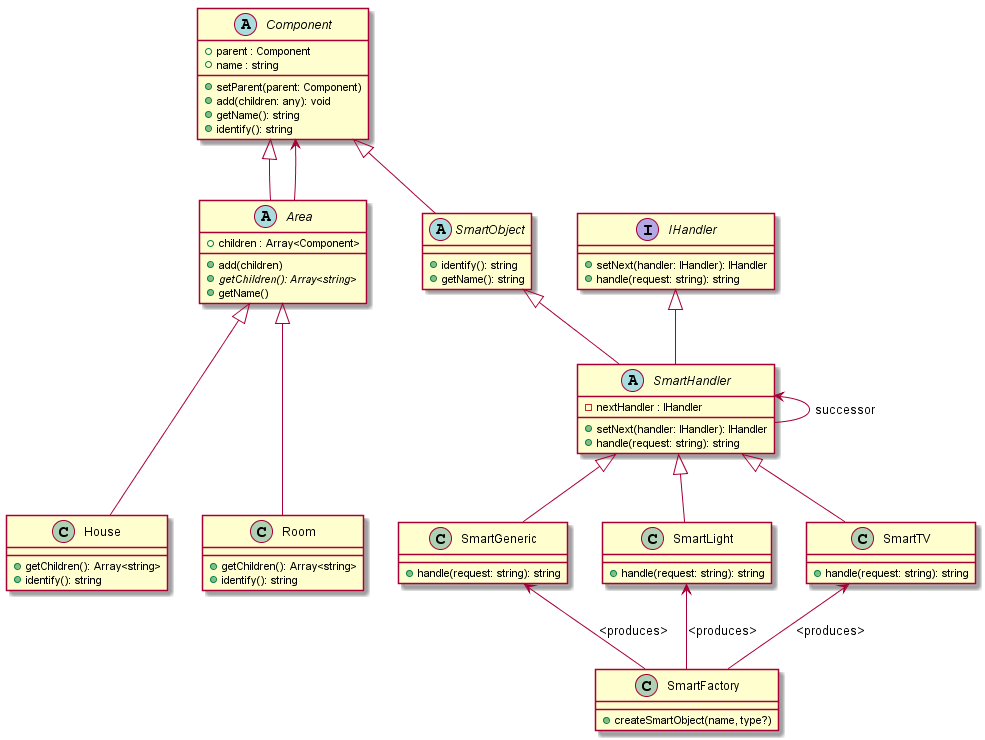 A Component
parent : Component
name : string
setParent(parent: Component)
add(children: any): void
getName(): string
identify(): string
A Area
children : Array<Component>
add(children)
getChildren(): Array<string>
getName()
A SmartObject
identify(): string
getName(): string
I IHandler
setNext(handler: IHandler): IHandler
handle(request: string): string
A SmartHandler
nextHandler : IHandler
setNext(handler: IHandler): IHandler
handle(request: string): string
successor
C House
getChildren(): Array<string>
identify(): string
C Room
getChildren(): Array<string>
identify(): string
C SmartGeneric
handle(request: string): string
C SmartLight
handle(request: string): string
C SmartTV
handle(request: string): string
<produces>
<produces>
<produces>
C SmartFactory
createSmartObject(name, type?)